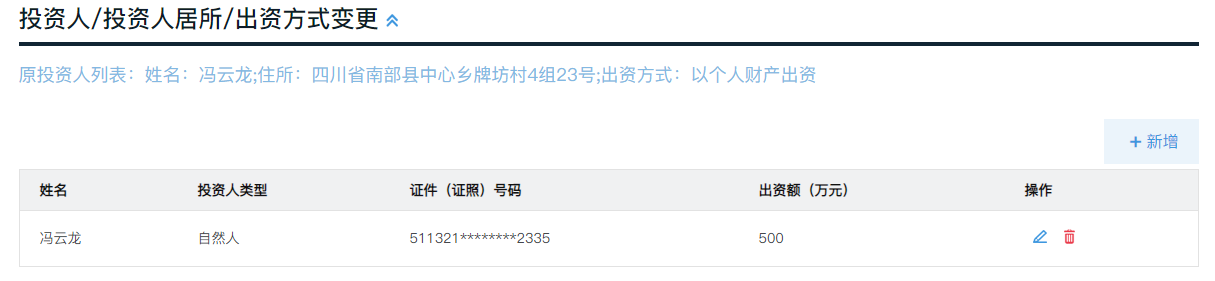 投资人/投资人居所/出资方式变更
原投资人列表：姓名：冯云龙;住所：四川省南部县中心乡牌坊村4组23号;出资方式：以个人财产出资
+ 新增
姓名 投资人类型 证件（证照）号码 出资额（万元） 操作
冯云龙 自然人 511321********2335 500